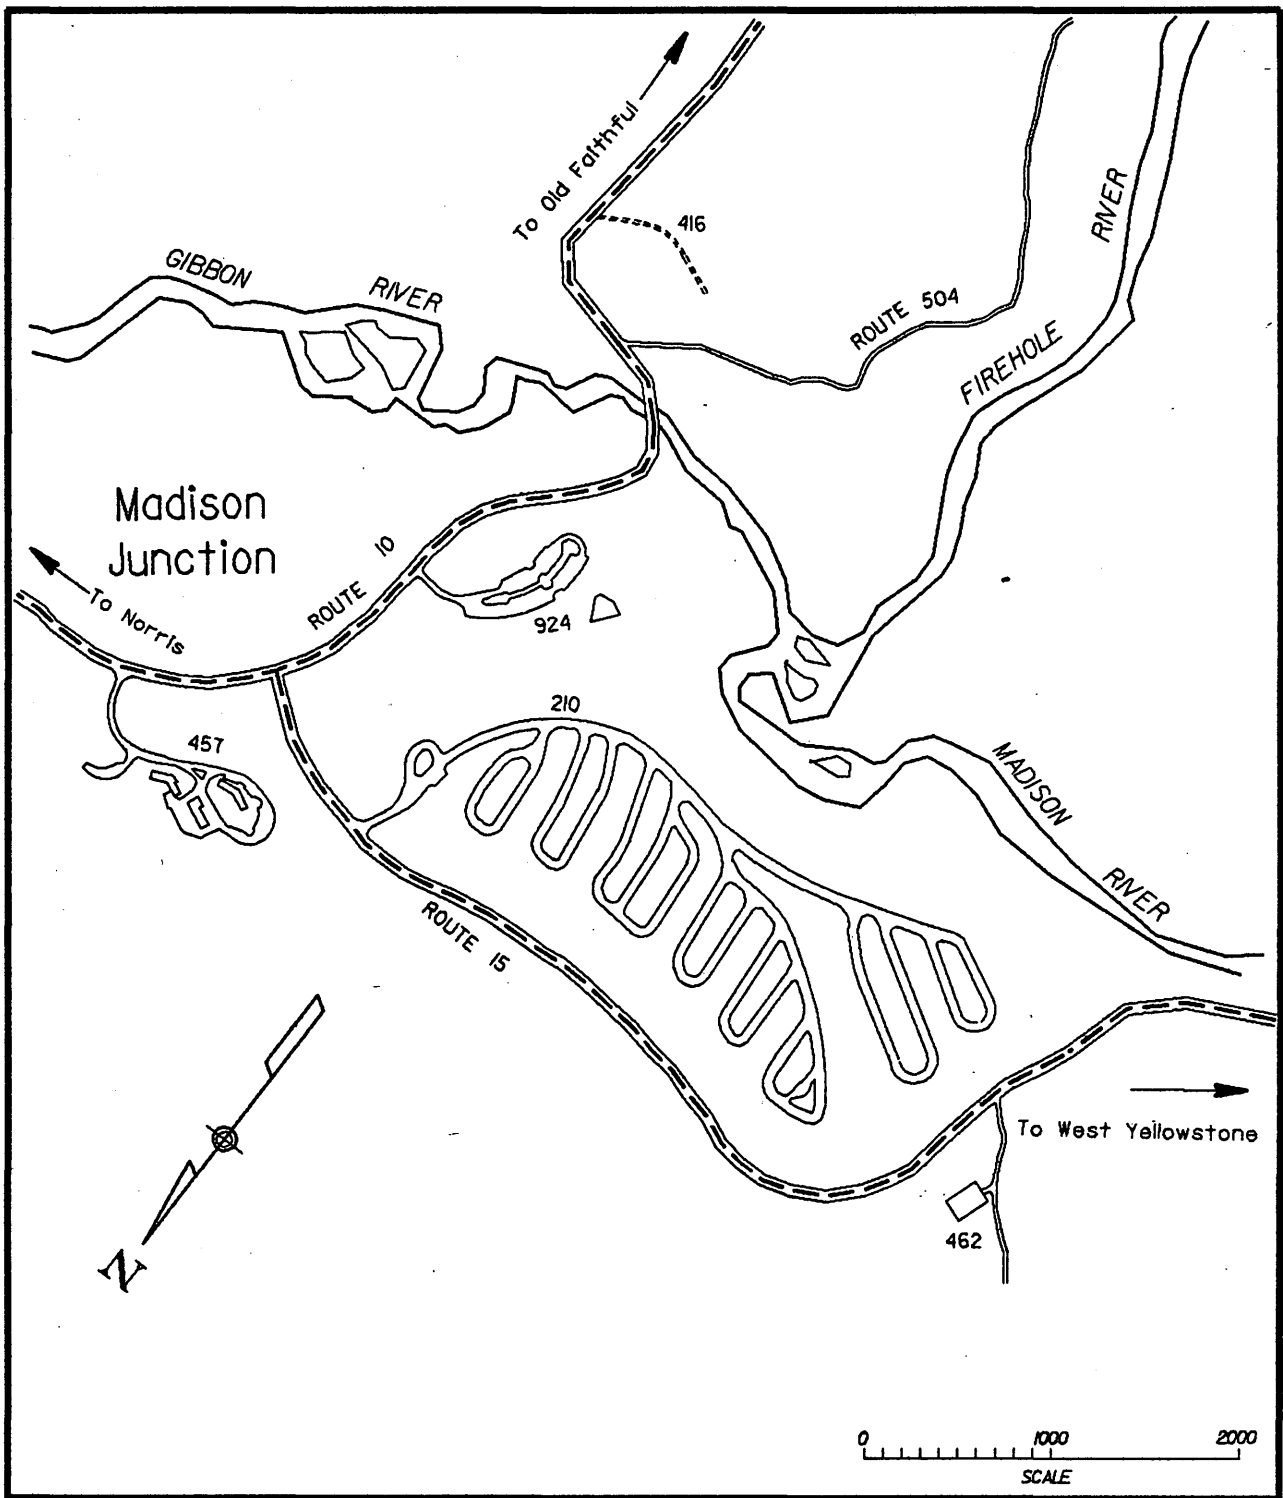 To Old Faithful
416
RIVER
GIBBON
RIVER
ROUTE 504
FIREHOLE
Madison
Junction
ROUTE 10
To Norris
924
210
457
MADISON
RIVER
ROUTE 15
To West Yellowstone
462
N
0 1000 2000
SCALE